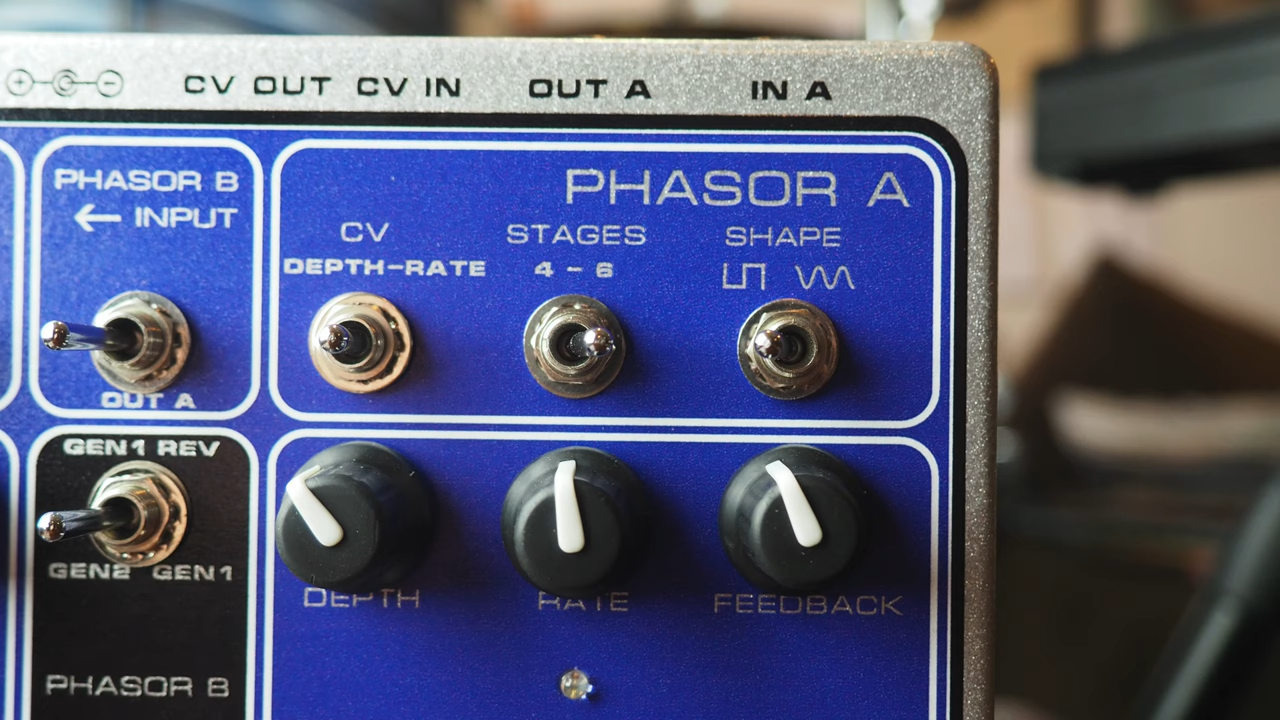 CV OUT CV IN OUT A IN A
PHASOR B
← INPUT
OUT A
GEN1 REV
GEN2 GEN1
PHASOR B
PHASOR A
CV
DEPTH-RATE
STAGES
4 - 6
SHAPE
DEPTH
RATE
FEEDBACK